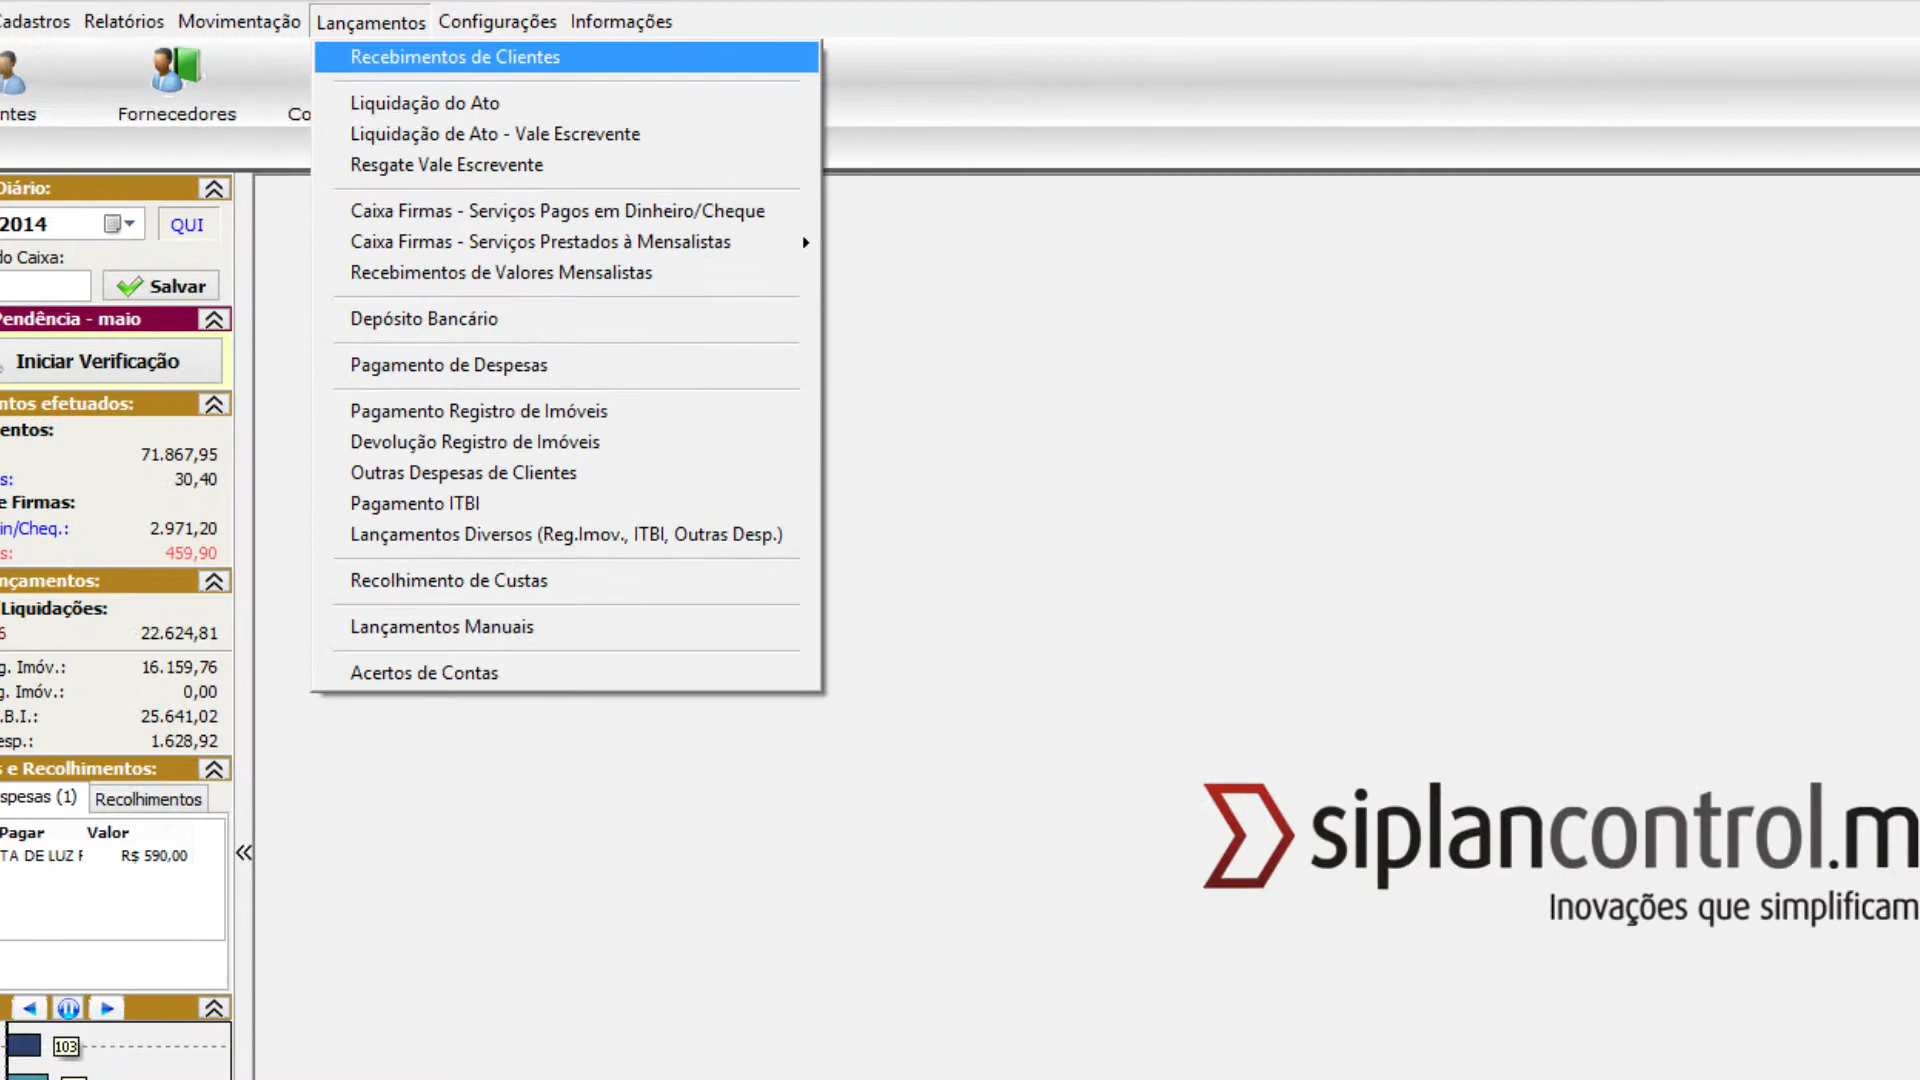 Cadastros Relatórios Movimentação Lançamentos Configurações Informações
Fornecedores
Recebimentos de Clientes
Liquidação do Ato
Liquidação de Ato - Vale Escrevente
Resgate Vale Escrevente
Caixa Firmas - Serviços Pagos em Dinheiro/Cheque
Caixa Firmas - Serviços Prestados à Mensalistas
Recebimentos de Valores Mensalistas
Depósito Bancário
Pagamento de Despesas
Pagamento Registro de Imóveis
Devolução Registro de Imóveis
Outras Despesas de Clientes
Pagamento ITBI
Lançamentos Diversos (Reg.Imov., ITBI, Outras Desp.)
Recolhimento de Custas
Lançamentos Manuais
Acertos de Contas
Diário:
2014 QUI
do Caixa:
Salvar
Pendência - maio
Iniciar Verificação
ntos efetuados:
entos:
71.867,95
s: 30,40
e Firmas:
in/Cheq.: 2.971,20
s: 459,90
nçamentos:
Liquidações:
6 22.624,81
g. Imóv.: 16.159,76
g. Imóv.: 0,00
.B.I.: 25.641,02
esp.: 1.628,92
s e Recolhimentos:
spesas (1) Recolhimentos
Pagar Valor
TA DE LUZ F R$ 590,00
103
siplancontrol.m
Inovações que simplificam